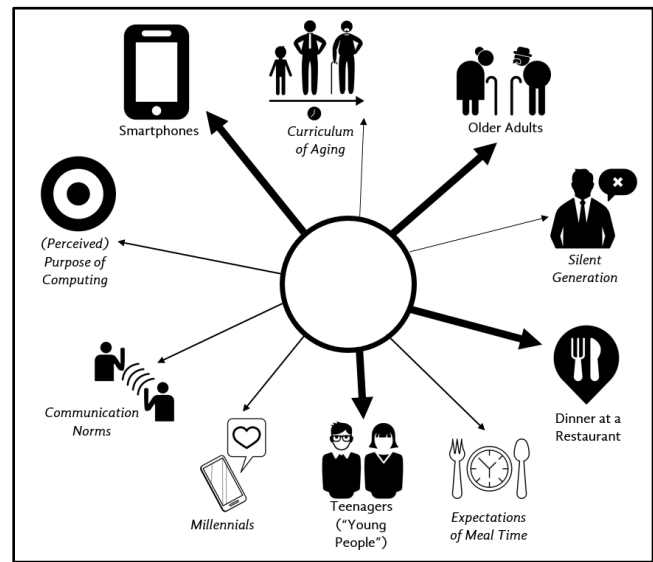 Smartphones
Curriculum
of Aging
Older Adults
(Perceived)
Purpose of
Computing
Silent
Generation
Communication
Norms
Dinner at a
Restaurant
Millennials
Teenagers
(“Young
People”)
Expectations
of Meal Time